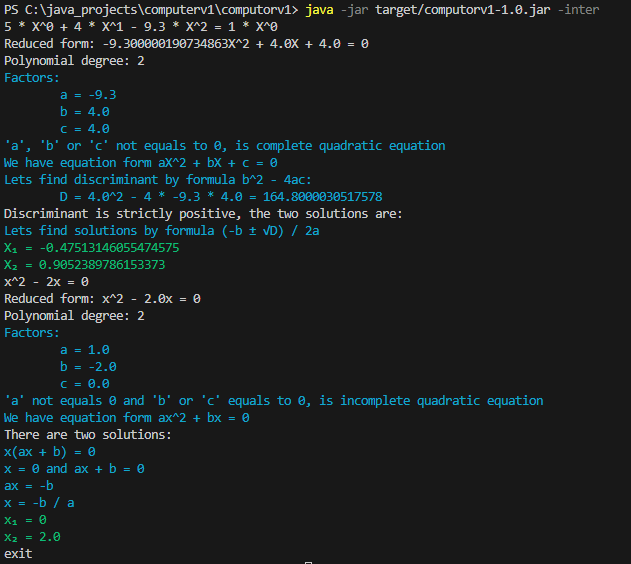 PS C:\java_projects\computerv1\computorv1> java -jar target/computorv1-1.0.jar -inter
5 * X^0 + 4 * X^1 - 9.3 * X^2 = 1 * X^0
Reduced form: -9.300000190734863X^2 + 4.0X + 4.0 = 0
Polynomial degree: 2
Factors:
a = -9.3
b = 4.0
c = 4.0
'a', 'b' or 'c' not equals to 0, is complete quadratic equation
We have equation form aX^2 + bX + c = 0
Lets find discriminant by formula b^2 - 4ac:
D = 4.0^2 - 4 * -9.3 * 4.0 = 164.8000030517578
Discriminant is strictly positive, the two solutions are:
Lets find solutions by formula (-b ± √D) / 2a
X₁ = -0.47513146055474575
X₂ = 0.9052389786153373
x^2 - 2x = 0
Reduced form: x^2 - 2.0x = 0
Polynomial degree: 2
Factors:
a = 1.0
b = -2.0
c = 0.0
'a' not equals 0 and 'b' or 'c' equals to 0, is incomplete quadratic equation
We have equation form ax^2 + bx = 0
There are two solutions:
x(ax + b) = 0
x = 0 and ax + b = 0
ax = -b
x = -b / a
x₁ = 0
x₂ = 2.0
exit